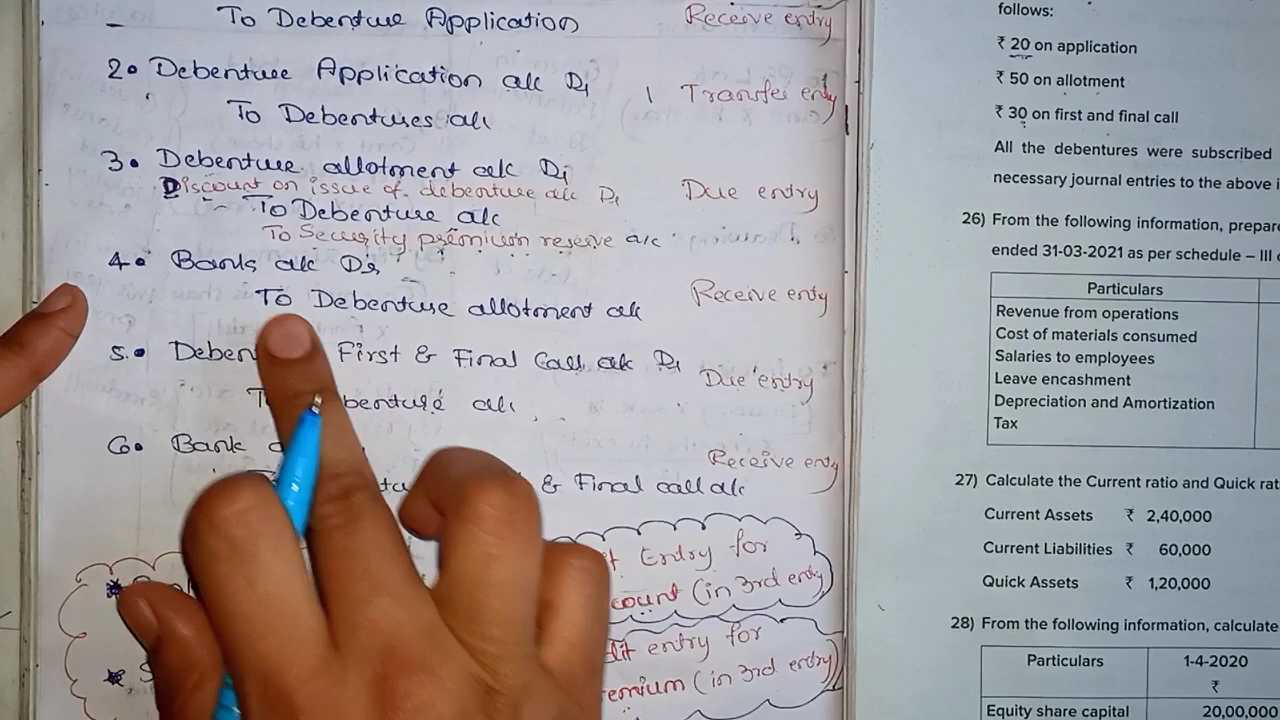 To Debenture Application Receive entry
2. Debenture Application a/c Dr
1 Transfer entry
To Debentures a/c
3. Debenture allotment a/c Dr
Discount on issue of debenture a/c Dr Due entry
To Debenture a/c
To Security premium reserve a/c
4. Bank a/c Dr
To Debenture allotment a/c Receive enty
5. Deben First & Final Call a/c Dr
Due entry
benture a/c
6. Bank
Receive enty
& Final call a/c
Entry for
count (in 3rd entry)
entry for
emium (in 3rd entry)
follows:
₹ 20 on application
₹ 50 on allotment
₹ 30 on first and final call
All the debentures were subscribed
necessary journal entries to the above
26) From the following information, prepar
ended 31-03-2021 as per schedule – III
Particulars
Revenue from operations
Cost of materials consumed
Salaries to employees
Leave encashment
Depreciation and Amortization
Tax
27) Calculate the Current ratio and Quick rat
Current Assets ₹ 2,40,000
Current Liabilities ₹ 60,000
Quick Assets ₹ 1,20,000
28) From the following information, calculate
Particulars 1-4-2020
₹
Equity share capital 20,00,000